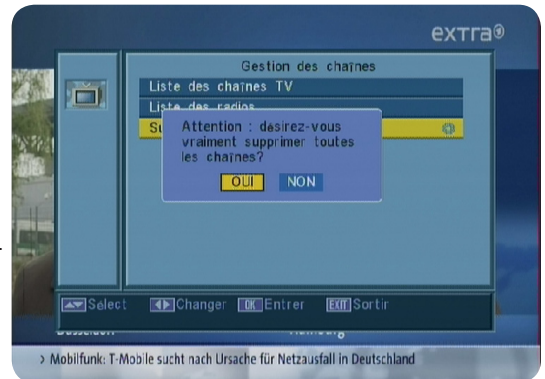 extra
Gestion des chaînes
Liste des chaînes TV
Liste des radios
Su
Attention : désirez-vous
vraiment supprimer toutes
les chaînes?
OUI NON
Select Changer OK Entrer EXIT Sortir
Düsseldorf Hamburg
> Mobilfunk: T-Mobile sucht nach Ursache für Netzausfall in Deutschland